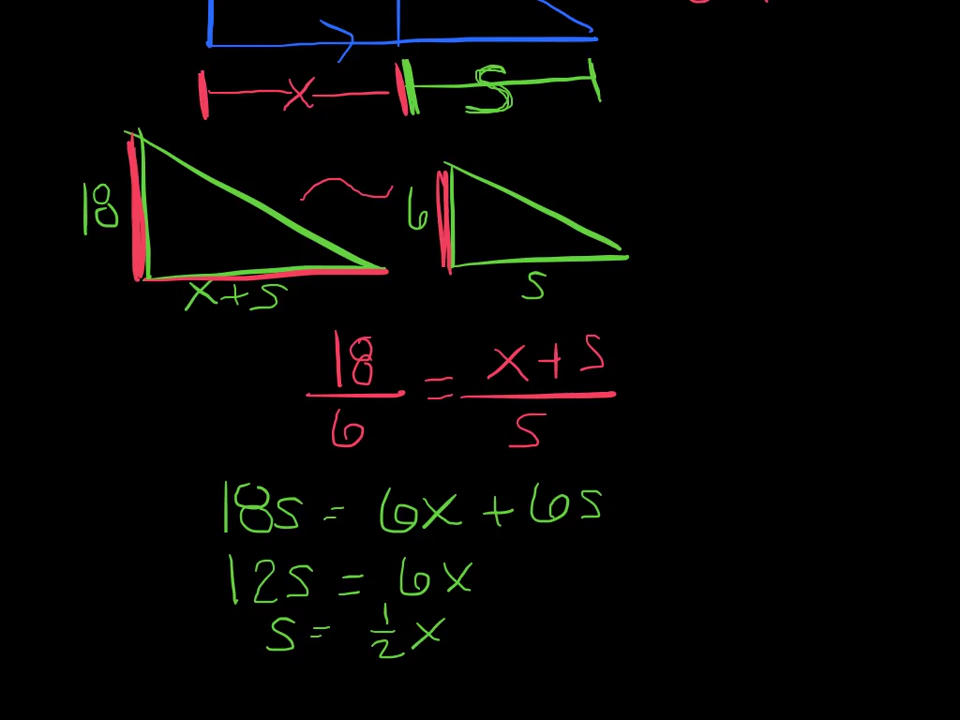 x s
18 ~ 6
x+s s
18/6 = x+s/s
18s = 6x + 6s
12s = 6x
s = 1/2 x